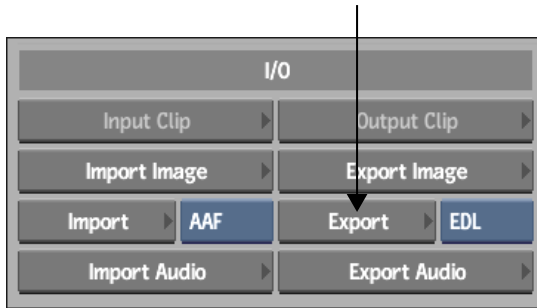 I/O
Input Clip Output Clip
Import Image Export Image
Import AAF Export EDL
Import Audio Export Audio